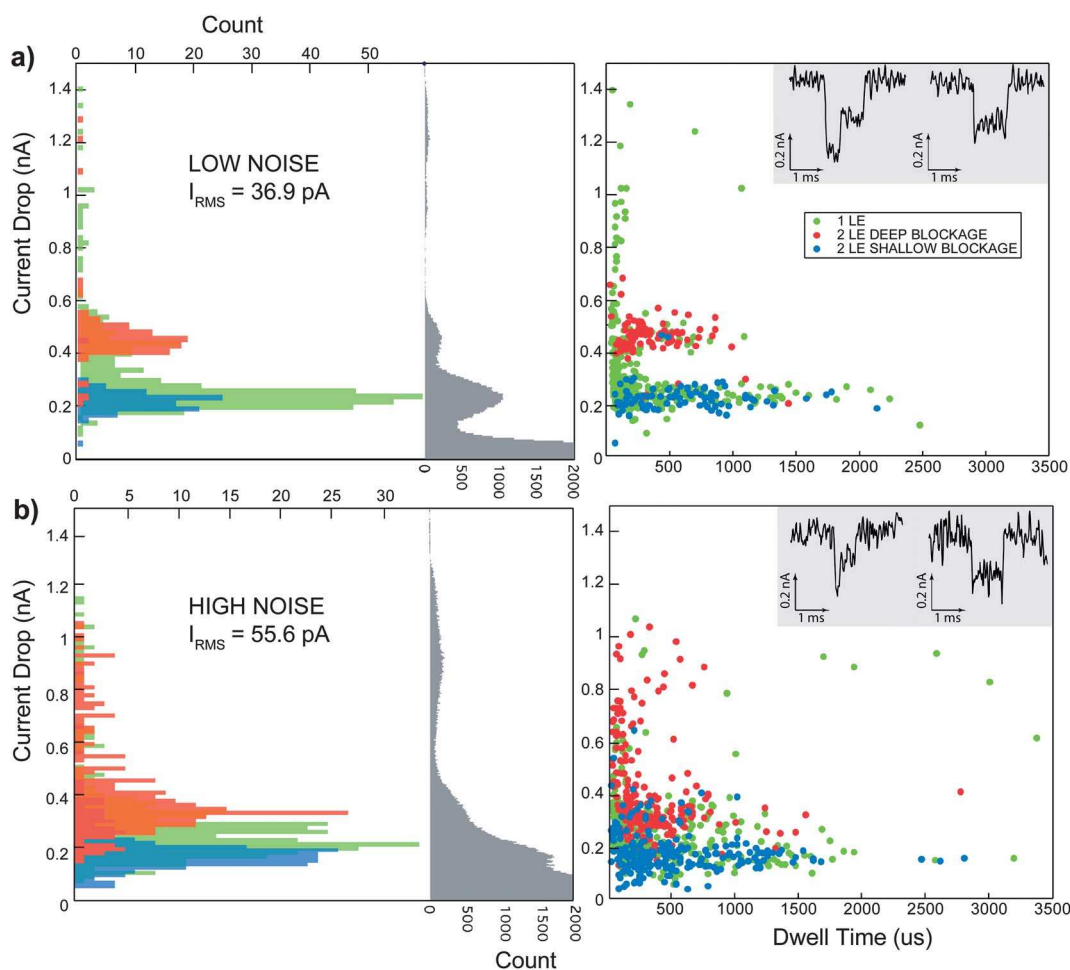 Count
0 10 20 30 40 50
a)
1.4
1.2
1
0.8
0.6
0.4
0.2
0
Current Drop (nA)
LOW NOISE
I_RMS = 36.9 pA
0
500
1000
1500
2000
1.4
1.2
1
0.8
0.6
0.4
0.2
0
500 1000 1500 2000 2500 3000 3500
0.2 nA
1 ms
0.2 nA
1 ms
1 LE
2 LE DEEP BLOCKAGE
2 LE SHALLOW BLOCKAGE
0 5 10 15 20 25 30
b)
1.4
1.2
1
0.8
0.6
0.4
0.2
0
Current Drop (nA)
HIGH NOISE
I_RMS = 55.6 pA
0
500
1000
1500
2000
Count
1.4
1.2
1
0.8
0.6
0.4
0.2
0
500 1000 1500 2000 2500 3000 3500
Dwell Time (us)
0.2 nA
1 ms
0.2 nA
1 ms